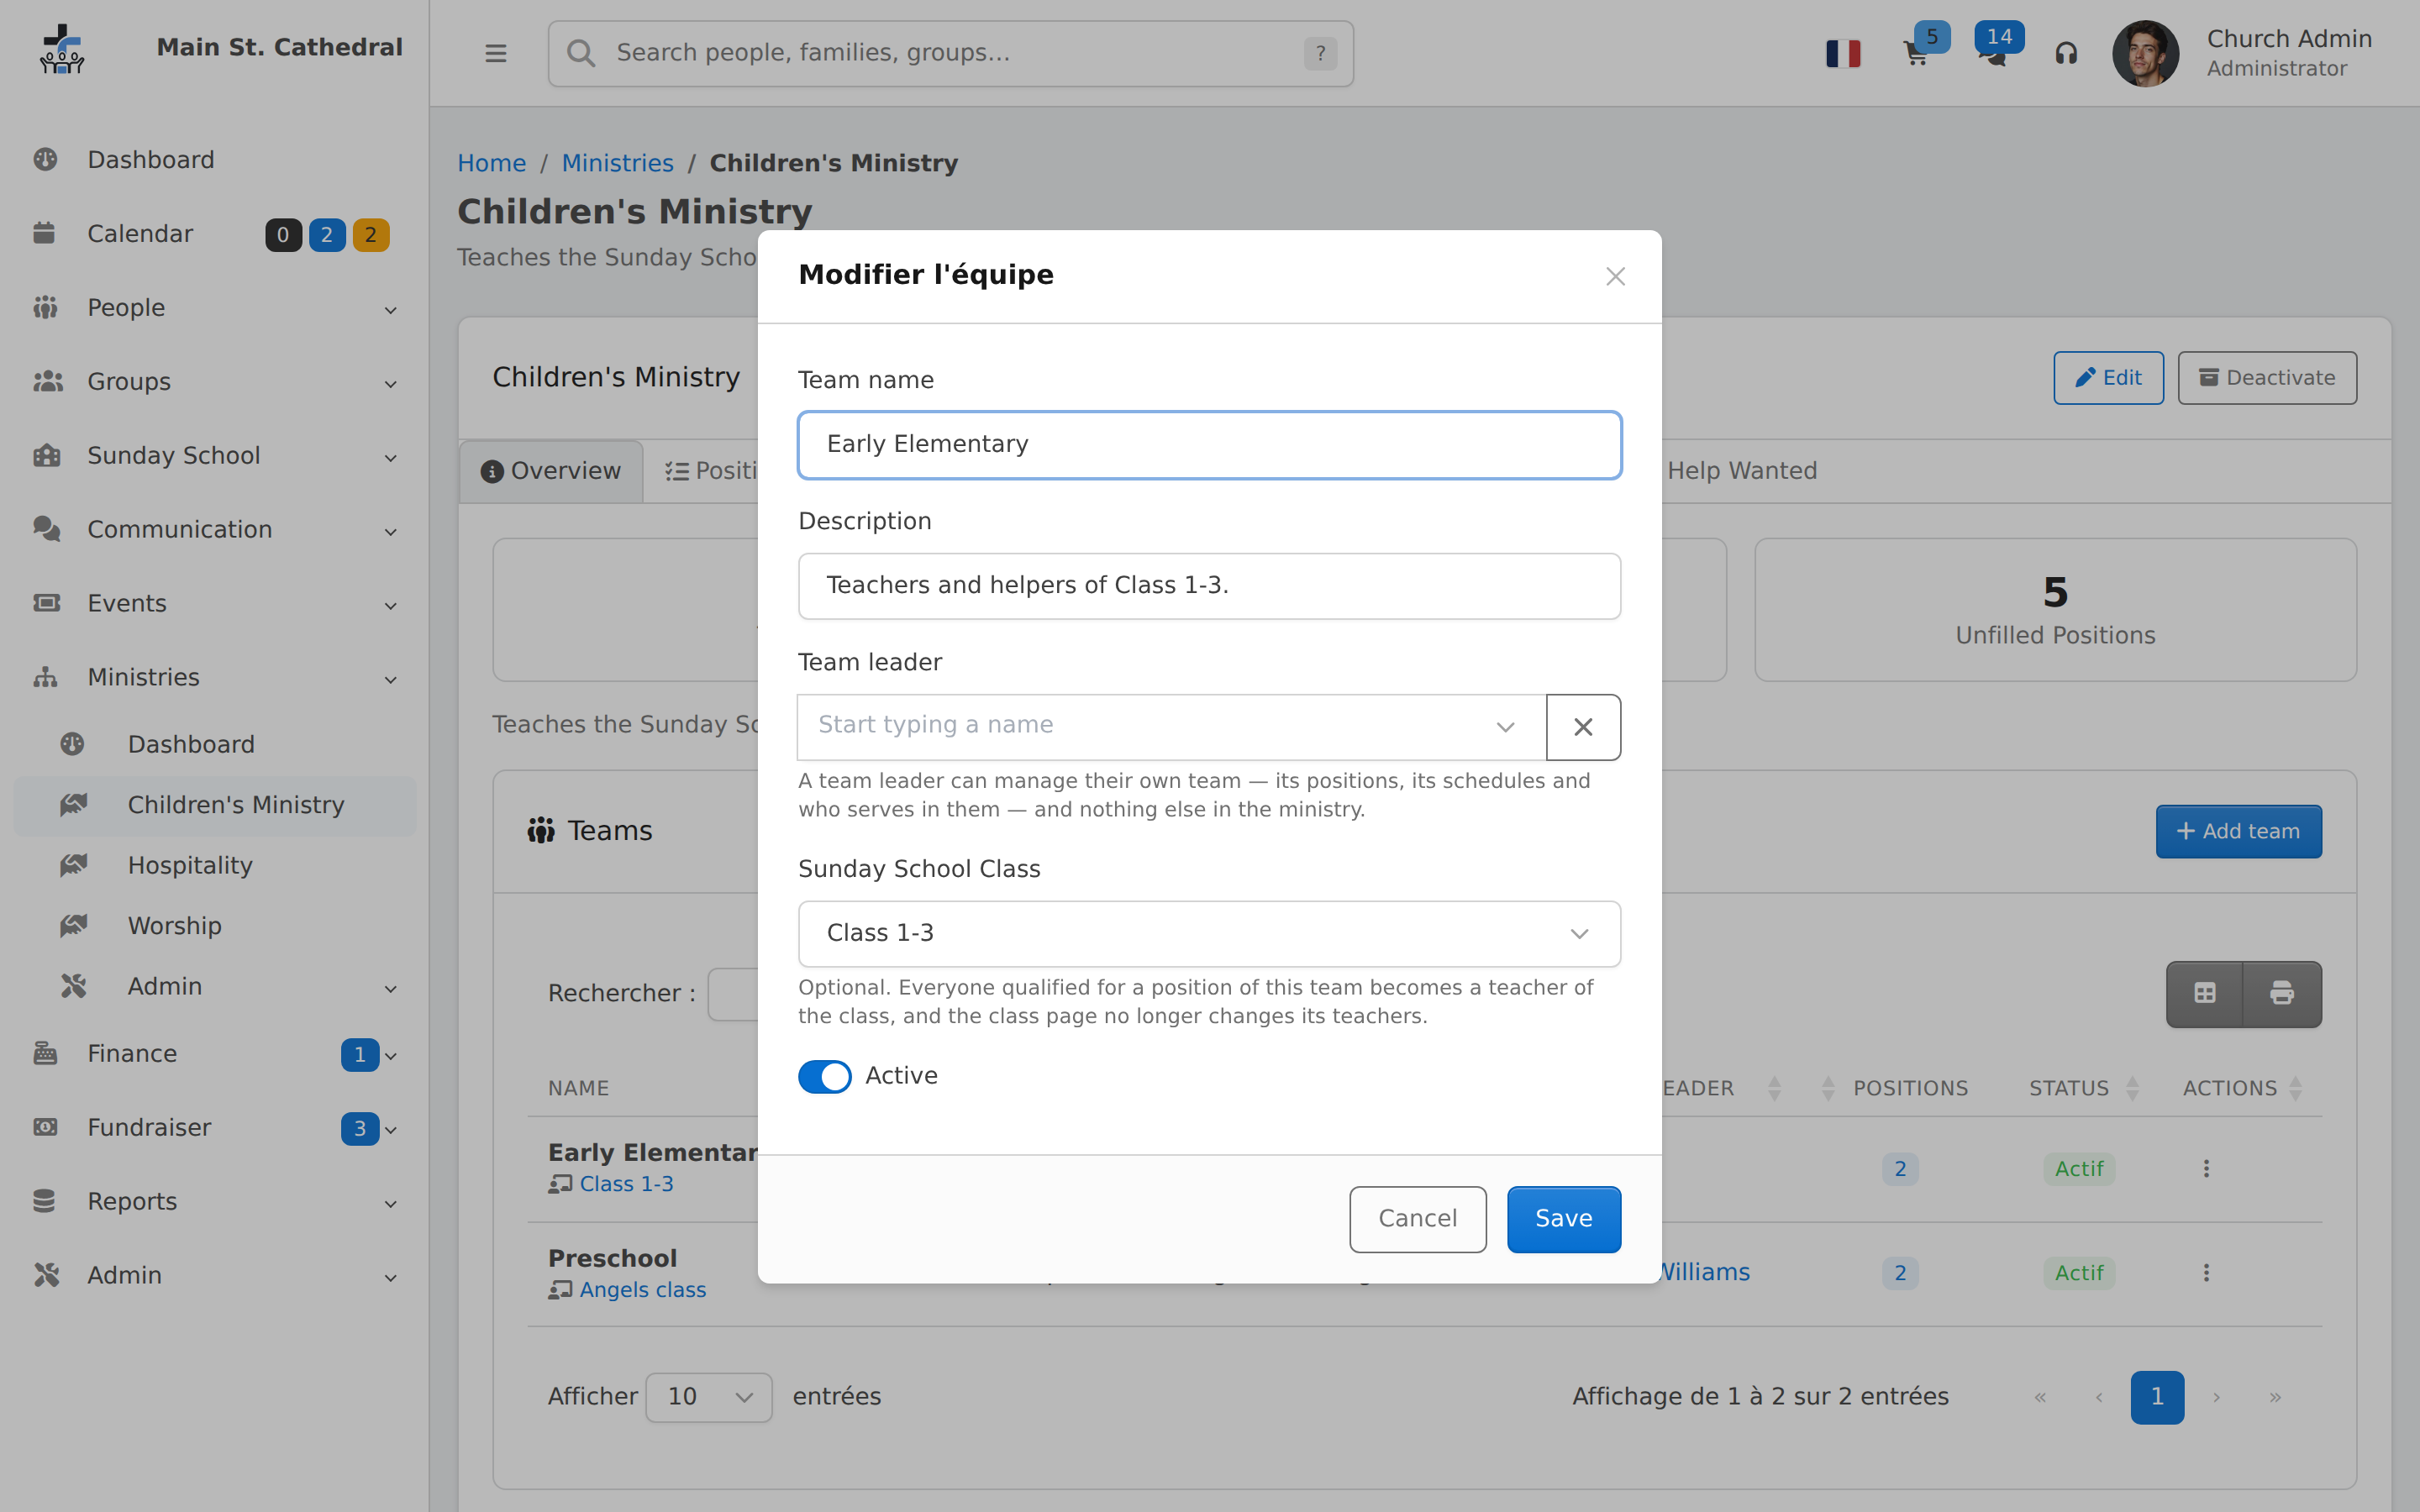 Main St. Cathedral
Search people, families, groups...
?
5
14
Church Admin
Administrator
Dashboard
Calendar
0
2
2
People
Groups
Sunday School
Communication
Events
Ministries
Dashboard
Children's Ministry
Hospitality
Worship
Admin
Finance
1
Fundraiser
3
Reports
Admin
Home / Ministries / Children's Ministry
Children's Ministry
Teaches the Sunday Scho
Children's Ministry
Edit
Deactivate
Overview
Positi
Help Wanted
5
Unfilled Positions
Teaches the Sunday Sc
Teams
Add team
Rechercher :
NAME
EADER
POSITIONS
STATUS
ACTIONS
Early Elementar
Class 1-3
2
Actif
Preschool
Angels class
Williams
2
Actif
Afficher 10 entrées
Affichage de 1 à 2 sur 2 entrées
« ‹ 1 › »
Modifier l'équipe
Team name
Early Elementary
Description
Teachers and helpers of Class 1-3.
Team leader
Start typing a name
A team leader can manage their own team — its positions, its schedules and
who serves in them — and nothing else in the ministry.
Sunday School Class
Class 1-3
Optional. Everyone qualified for a position of this team becomes a teacher of
the class, and the class page no longer changes its teachers.
Active
Cancel
Save